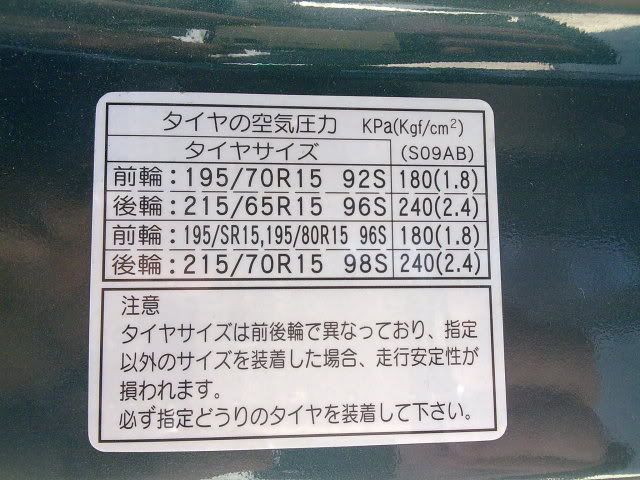 タイヤの空気圧力 KPa(Kgf/cm²)
タイヤサイズ (S09AB)
前輪：195/70R15 92S 180(1.8)
後輪：215/65R15 96S 240(2.4)
前輪：195/SR15,195/80R15 96S 180(1.8)
後輪：215/70R15 98S 240(2.4)
注意
タイヤサイズは前後輪で異なっており、指定
以外のサイズを装着した場合、走行安定性が
損われます。
必ず指定どうりのタイヤを装着して下さい。